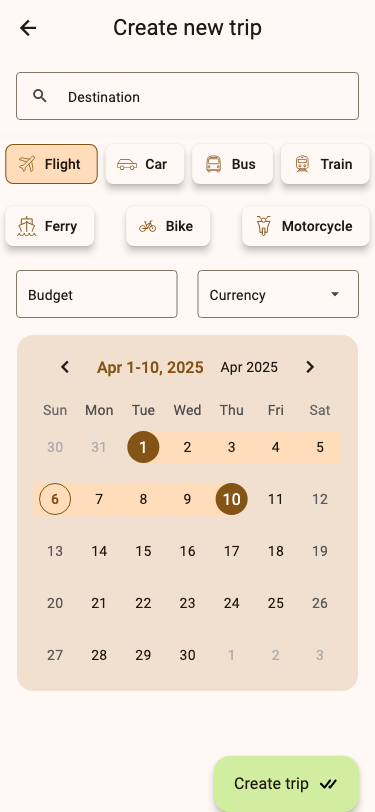 Create new trip
Destination
Flight Car Bus Train
Ferry Bike Motorcycle
Budget Currency
Apr 1-10, 2025 Apr 2025
Sun Mon Tue Wed Thu Fri Sat
30 31 1 2 3 4 5
6 7 8 9 10 11 12
13 14 15 16 17 18 19
20 21 22 23 24 25 26
27 28 29 30 1 2 3
Create trip